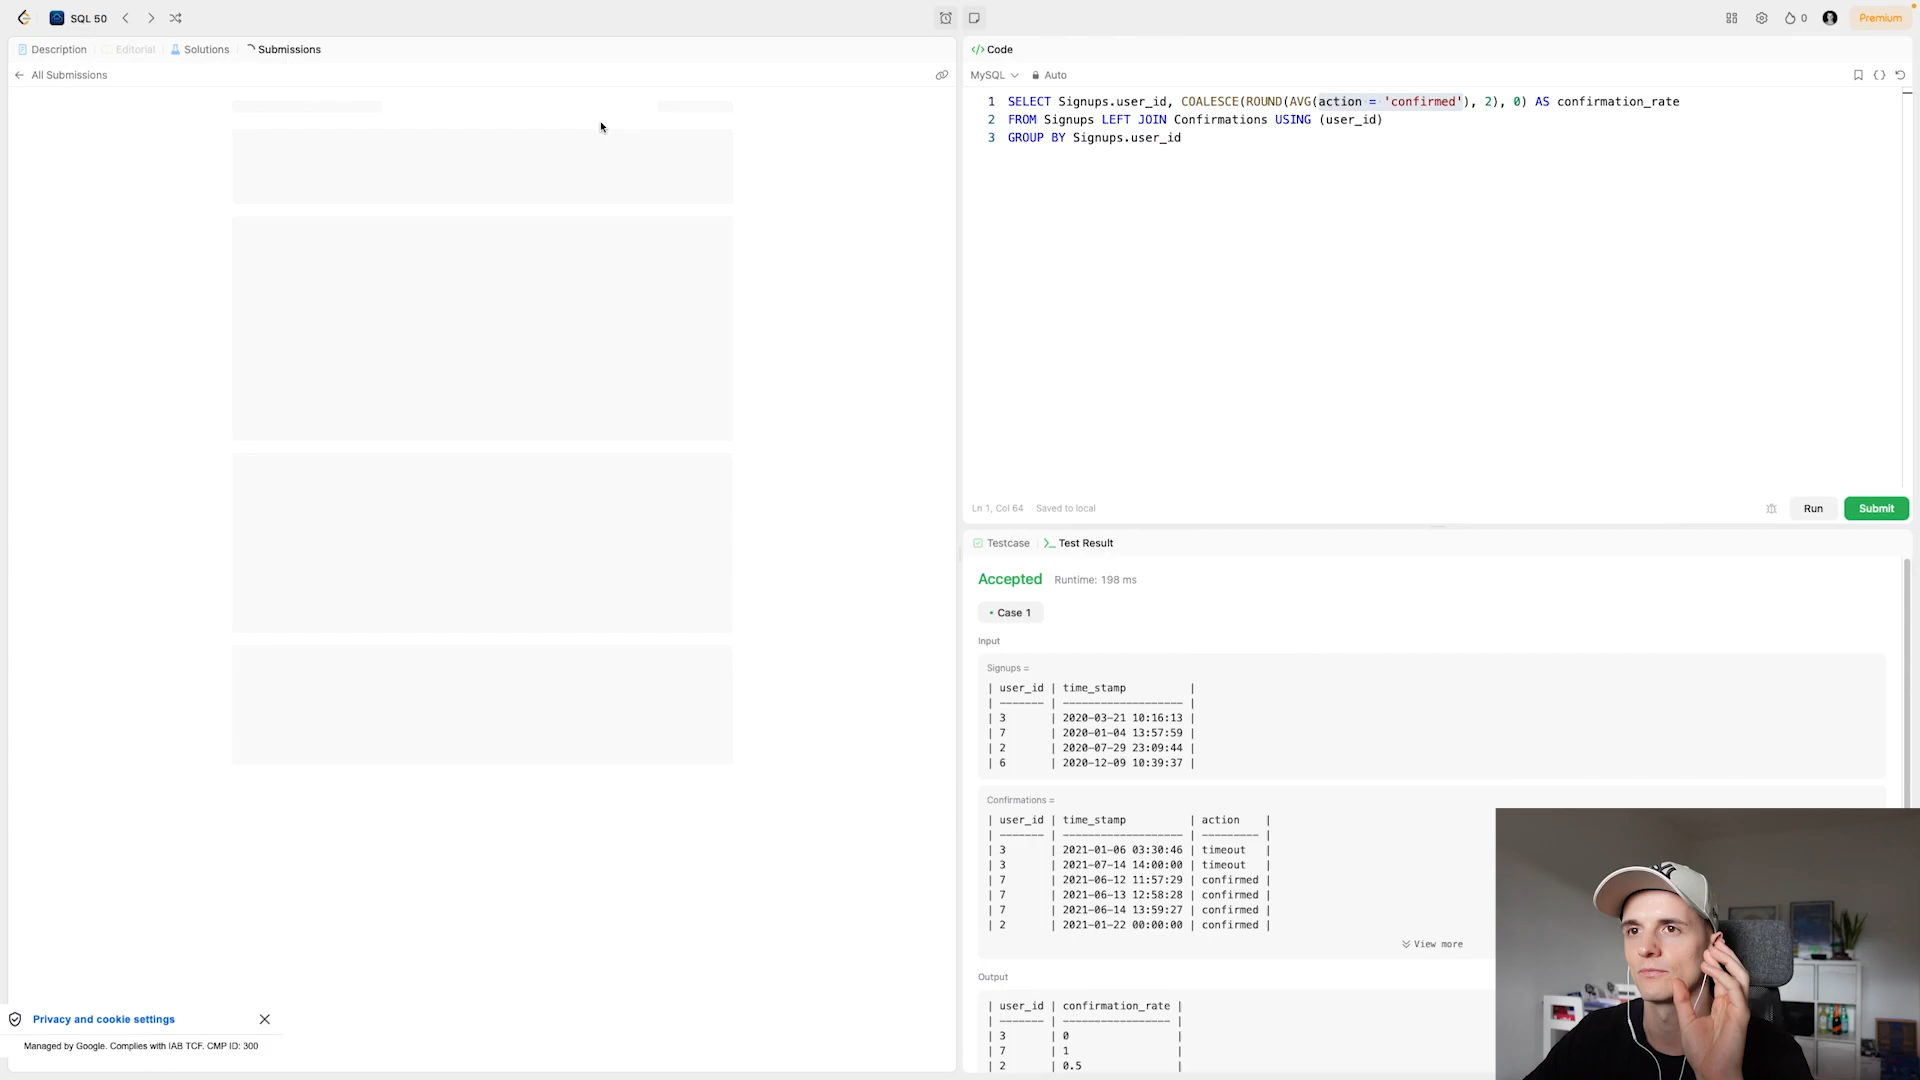 SQL 50
0
Premium
Description
Editorial
Solutions
Submissions
All Submissions
</> Code
MySQL
Auto
1 SELECT Signups.user_id, COALESCE(ROUND(AVG(action = 'confirmed'), 2), 0) AS confirmation_rate
2 FROM Signups LEFT JOIN Confirmations USING (user_id)
3 GROUP BY Signups.user_id
Ln 1, Col 64 Saved to local
Run
Submit
Testcase
Test Result
Accepted Runtime: 198 ms
• Case 1
Input
Signups =
| user_id | time_stamp |
| ------- | ------------------- |
| 3 | 2020-03-21 10:16:13 |
| 7 | 2020-01-04 13:57:59 |
| 2 | 2020-07-29 23:09:44 |
| 6 | 2020-12-09 10:39:37 |
Confirmations =
| user_id | time_stamp | action |
| ------- | ------------------- | --------- |
| 3 | 2021-01-06 03:30:46 | timeout |
| 3 | 2021-07-14 14:00:00 | timeout |
| 7 | 2021-06-12 11:57:29 | confirmed |
| 7 | 2021-06-13 12:58:28 | confirmed |
| 7 | 2021-06-14 13:59:27 | confirmed |
| 2 | 2021-01-22 00:00:00 | confirmed |
View more
Output
| user_id | confirmation_rate |
| ------- | ----------------- |
| 3 | 0 |
| 7 | 1 |
| 2 | 0.5 |
Privacy and cookie settings
Managed by Google. Complies with IAB TCF. CMP ID: 300